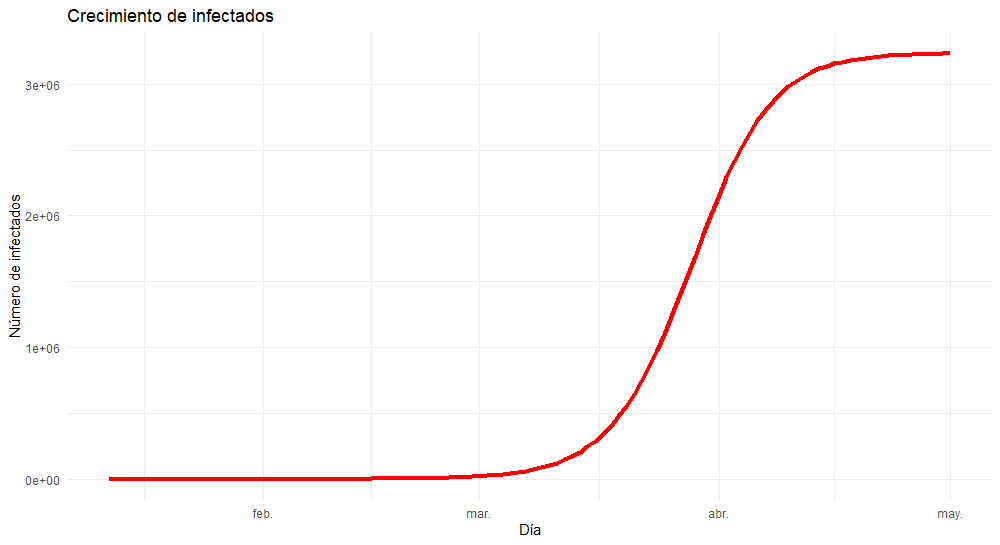 Crecimiento de infectados
Número de infectados
3e+06
2e+06
1e+06
0e+00
feb.
mar.
abr.
may.
Día